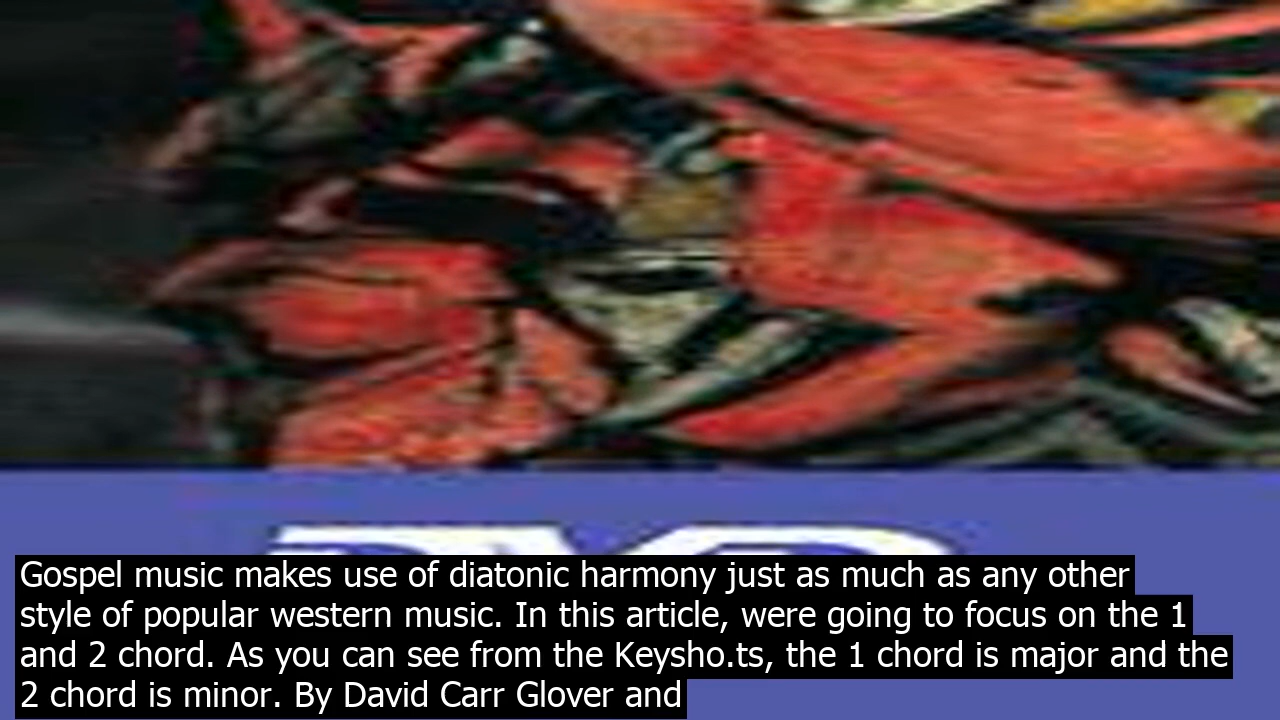 Gospel music makes use of diatonic harmony just as much as any other
style of popular western music. In this article, were going to focus on the 1
and 2 chord. As you can see from the Keysho.ts, the 1 chord is major and the
2 chord is minor. By David Carr Glover and